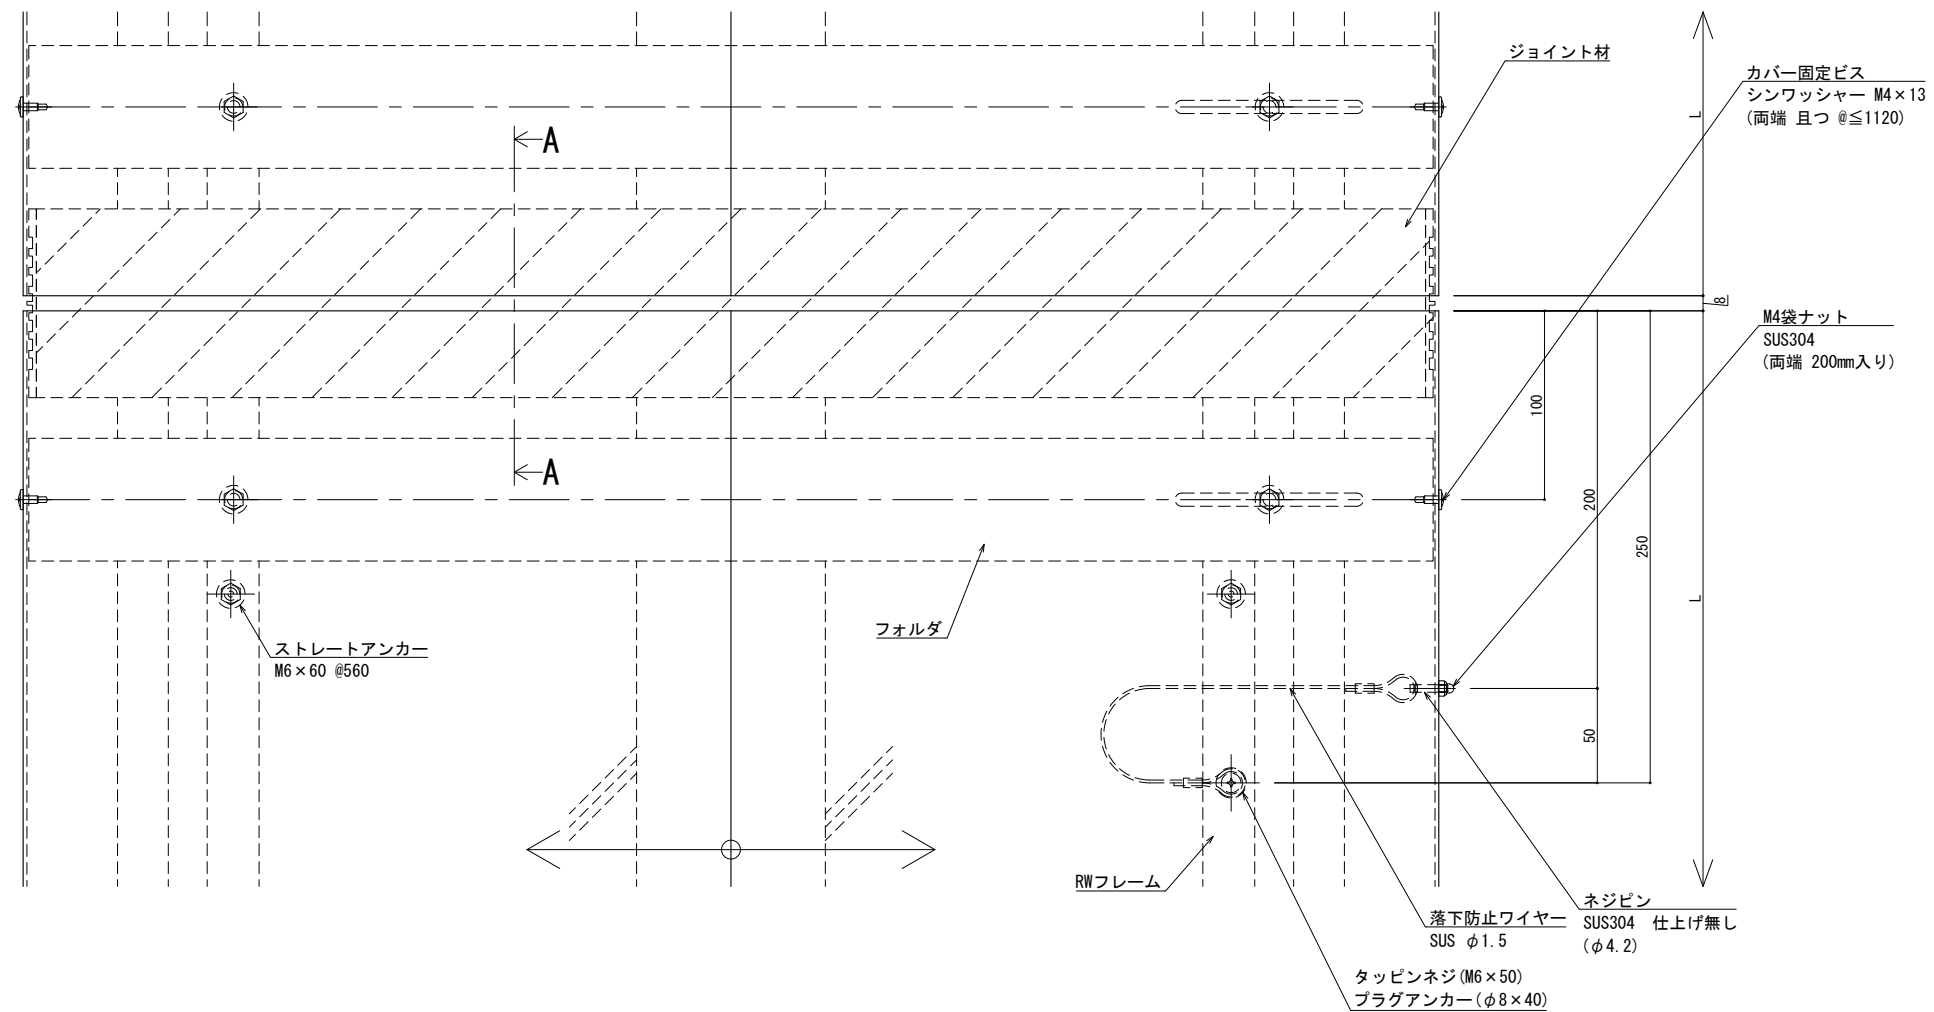 ジョイント材
カバー固定ビス
シンワッシャー M4×13
(両端 且つ @≦1120)
L
A
8
M4袋ナット
SUS304
(両端 200mm入り)
100
200
250
A
L
フォルダ
ストレートアンカー
M6×60 @560
50
RWフレーム
ネジピン
SUS304 仕上げ無し
(φ4.2)
落下防止ワイヤー
SUS φ1.5
タッピンネジ(M6×50)
プラグアンカー(φ8×40)